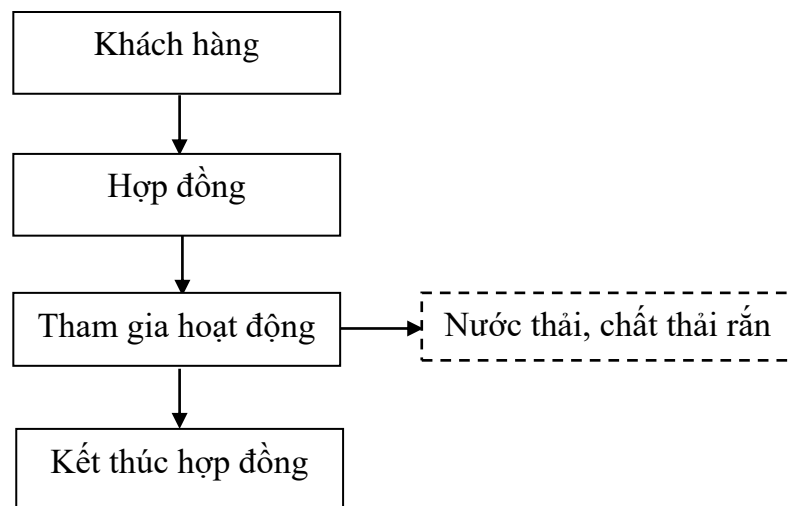 Khách hàng
Hợp đồng
Tham gia hoạt động
Nước thải, chất thải rắn
Kết thúc hợp đồng